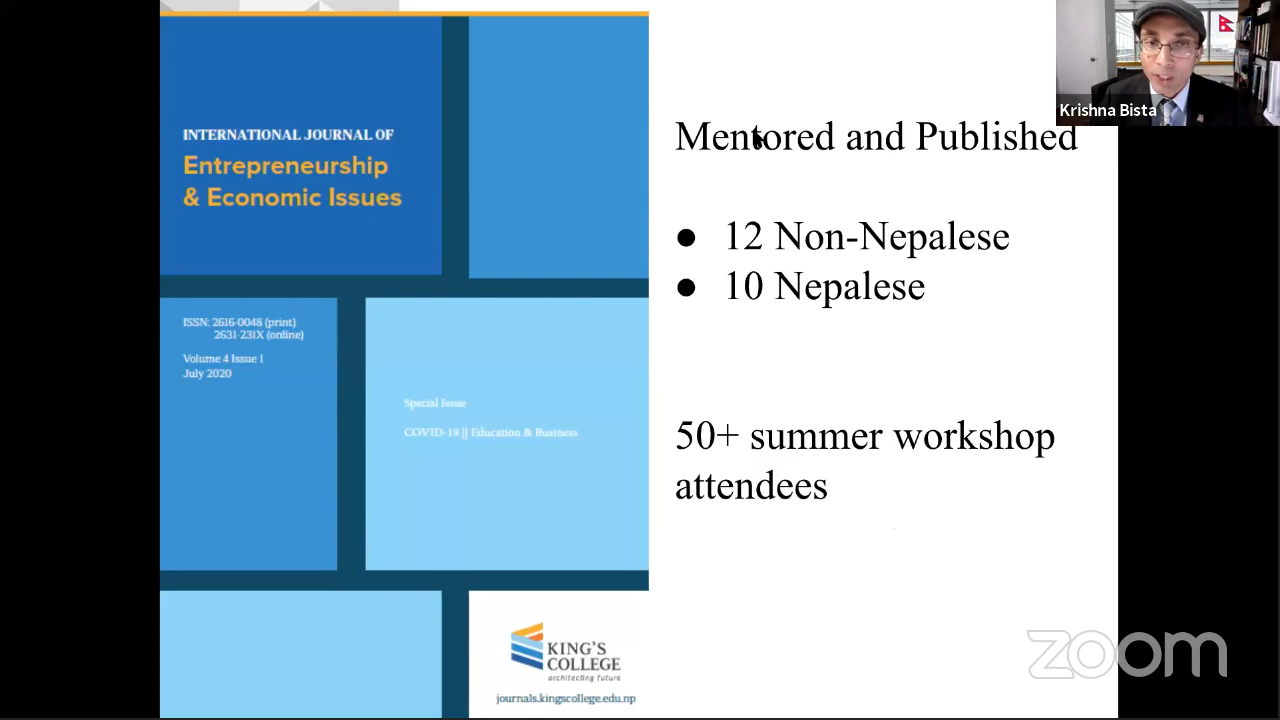 INTERNATIONAL JOURNAL OF
Entrepreneurship
& Economic Issues
ISSN: 2616-0048 (print)
2631-231X (online)
Volume 4 Issue 1
July 2020
Special Issue
COVID-19 || Education & Business
KING'S
COLLEGE
architecting future
journals.kingscollege.edu.np
Mentored and Published
● 12 Non-Nepalese
● 10 Nepalese
50+ summer workshop
attendees
Krishna Bista
zoom